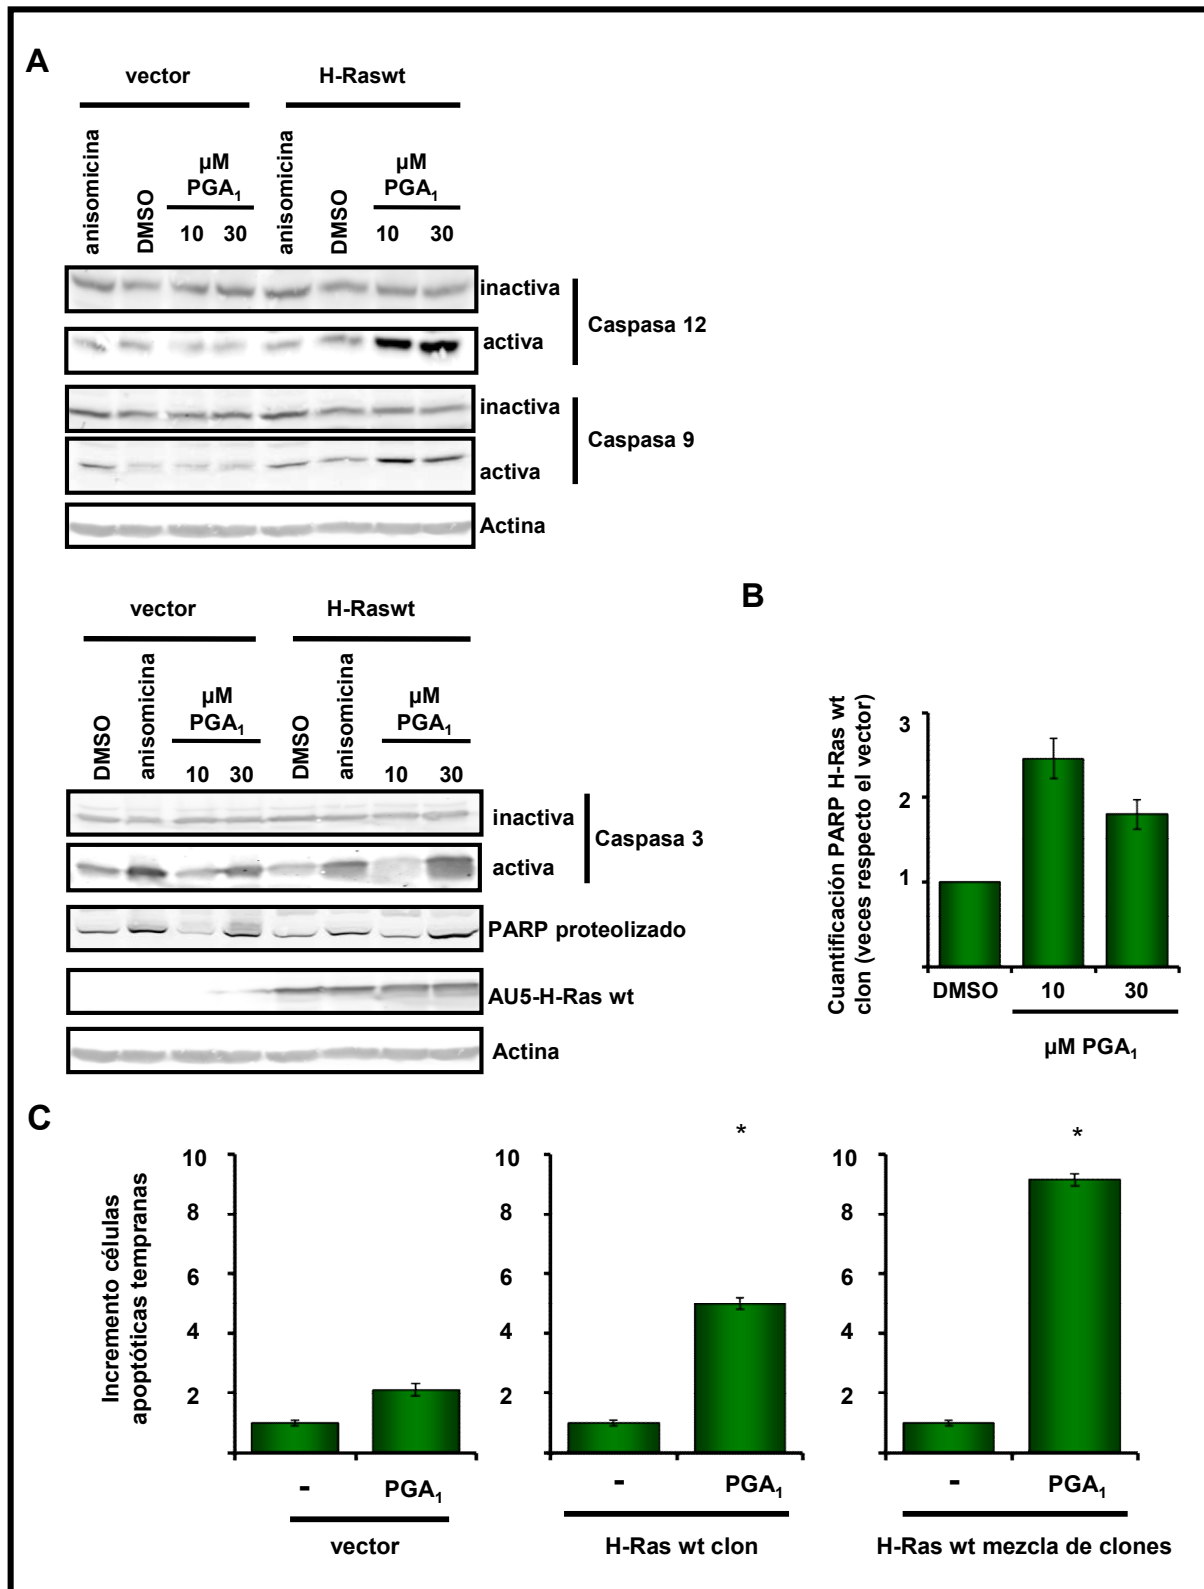 A
vector H-Raswt
anisomicina DMSO µM PGA₁ 10 30 anisomicina DMSO µM PGA₁ 10 30
inactiva
Caspasa 12
activa
inactiva
Caspasa 9
activa
Actina
vector H-Raswt
DMSO anisomicina µM PGA₁ 10 30 DMSO anisomicina µM PGA₁ 10 30
inactiva
Caspasa 3
activa
PARP proteolizado
AU5-H-Ras wt
Actina
B
Cuantificación PARP H-Ras wt
clon (veces respecto el vector)
3
2
1
DMSO 10 30
µM PGA₁
C
Incremento células
apoptóticas tempranas
10
8
6
4
2
- PGA₁
vector
*
10
8
6
4
2
- PGA₁
H-Ras wt clon
*
10
8
6
4
2
- PGA₁
H-Ras wt mezcla de clones